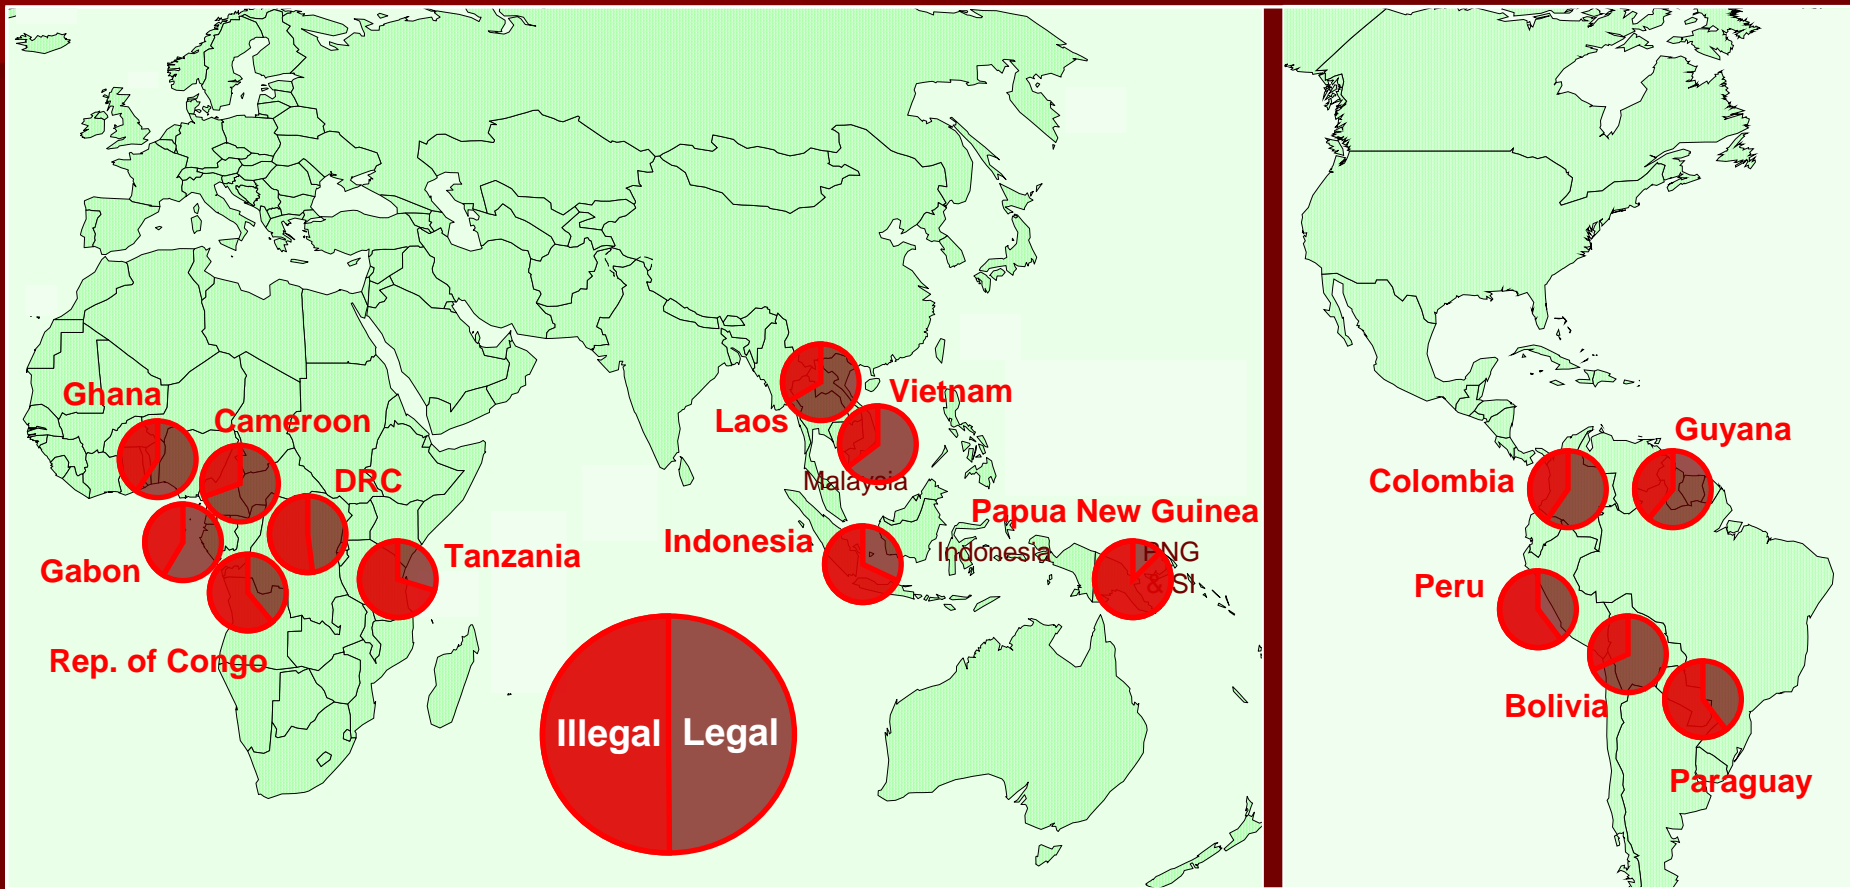 Ghana
Cameroon
DRC
Gabon
Tanzania
Rep. of Congo
Laos
Vietnam
Malaysia
Indonesia
Indonesia
Papua New Guinea
PNG
& SI
Illegal
Legal
Colombia
Guyana
Peru
Bolivia
Paraguay